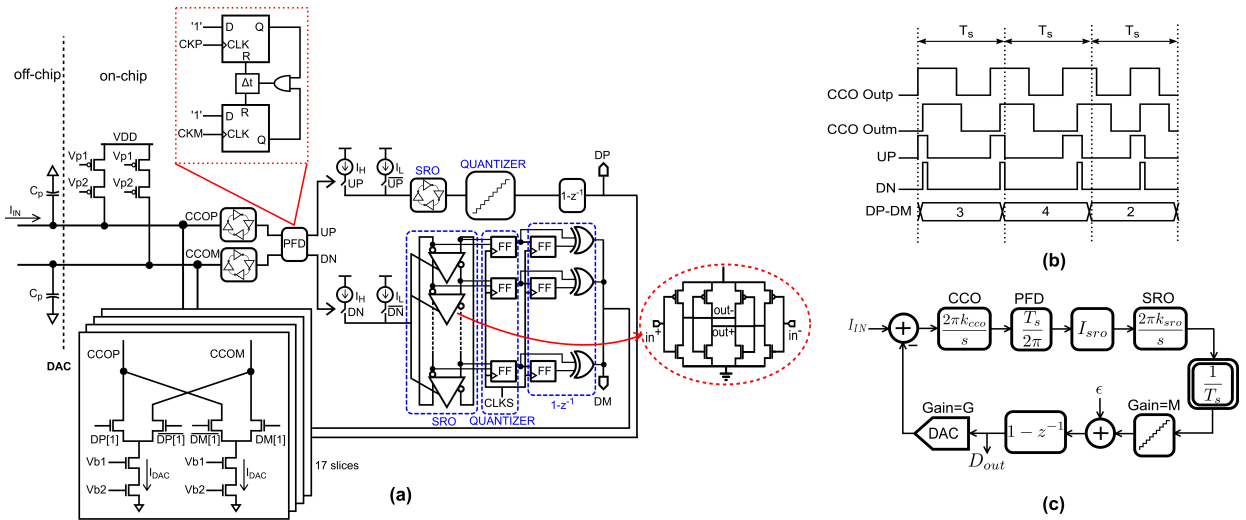 off-chip
on-chip
DAC
'1'
D
Q
CKP
CLK
R
Δt
R
'1'
D
CKM
CLK
Q
VDD
Vp1
Vp1
Vp2
Vp2
Cp
IIN
Cp
CCOP
CCOM
PFD
UP
DN
IH
UP
IL
UP
SRO
QUANTIZER
1-z-1
DP
IH
DN
IL
DN
FF
FF
FF
FF
FF
FF
CLKS
SRO
QUANTIZER
1-z-1
DM
in+
out-
out+
in-
CCOP
CCOM
DP[1]
DP[1]
DM[1]
DM[1]
Vb1
IDAC
Vb1
IDAC
Vb2
Vb2
17 slices
(a)
Ts
Ts
Ts
CCO Outp
CCO Outm
UP
DN
DP-DM
3
4
2
(b)
CCO
PFD
SRO
IIN
+
−
2πkcco
s
Ts
2π
Isro
2πksro
s
1
Ts
Gain=G
DAC
Dout
1 − z−1
ϵ
+
Gain=M
(c)